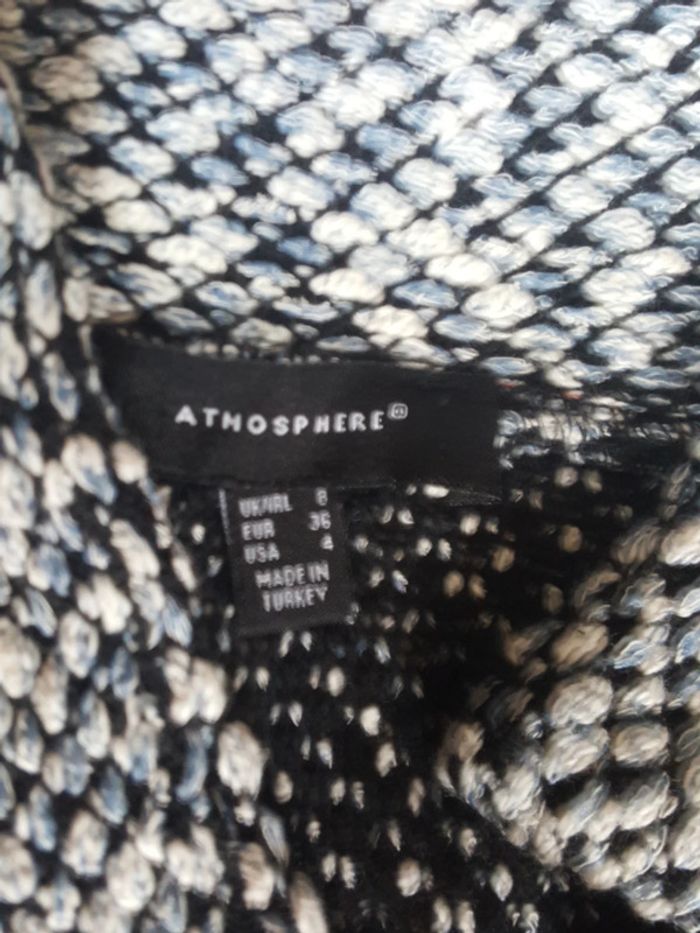 ATMOSPHERE®
UK/IRL 8
EUR 36
USA 4
MADE IN
TURKEY